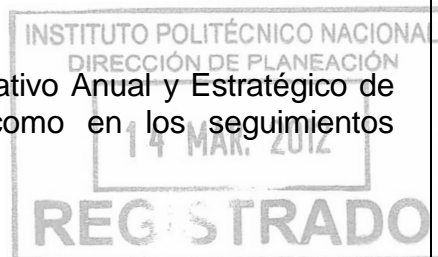 INSTITUTO POLITÉCNICO NACIONAL
DIRECCIÓN DE PLANEACIÓN
ativo Anual y Estratégico de
como en los seguimientos
14 MAR. 2012
REGISTRADO